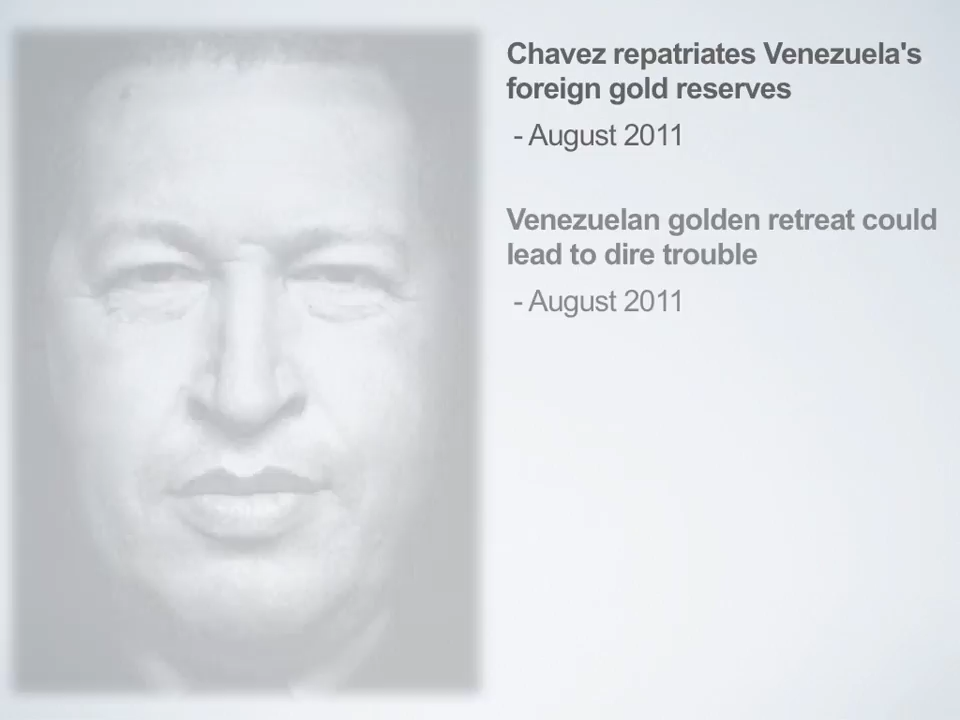 Chavez repatriates Venezuela's
foreign gold reserves
- August 2011
Venezuelan golden retreat could
lead to dire trouble
- August 2011